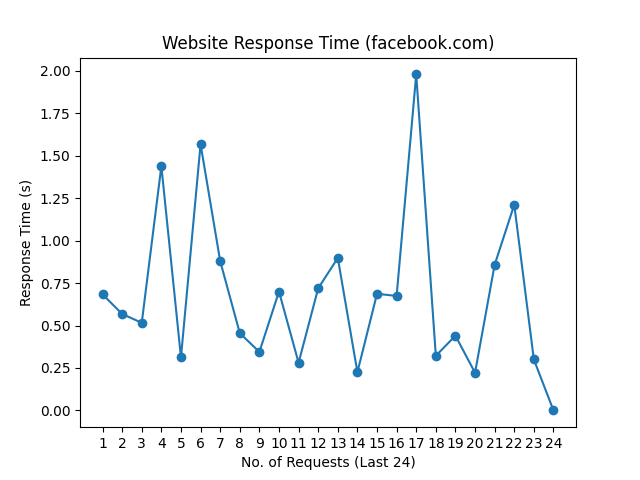 Website Response Time (facebook.com)
2.00
1.75
1.50
1.25
1.00
0.75
0.50
0.25
0.00
Response Time (s)
1 2 3 4 5 6 7 8 9 10 11 12 13 14 15 16 17 18 19 20 21 22 23 24
No. of Requests (Last 24)